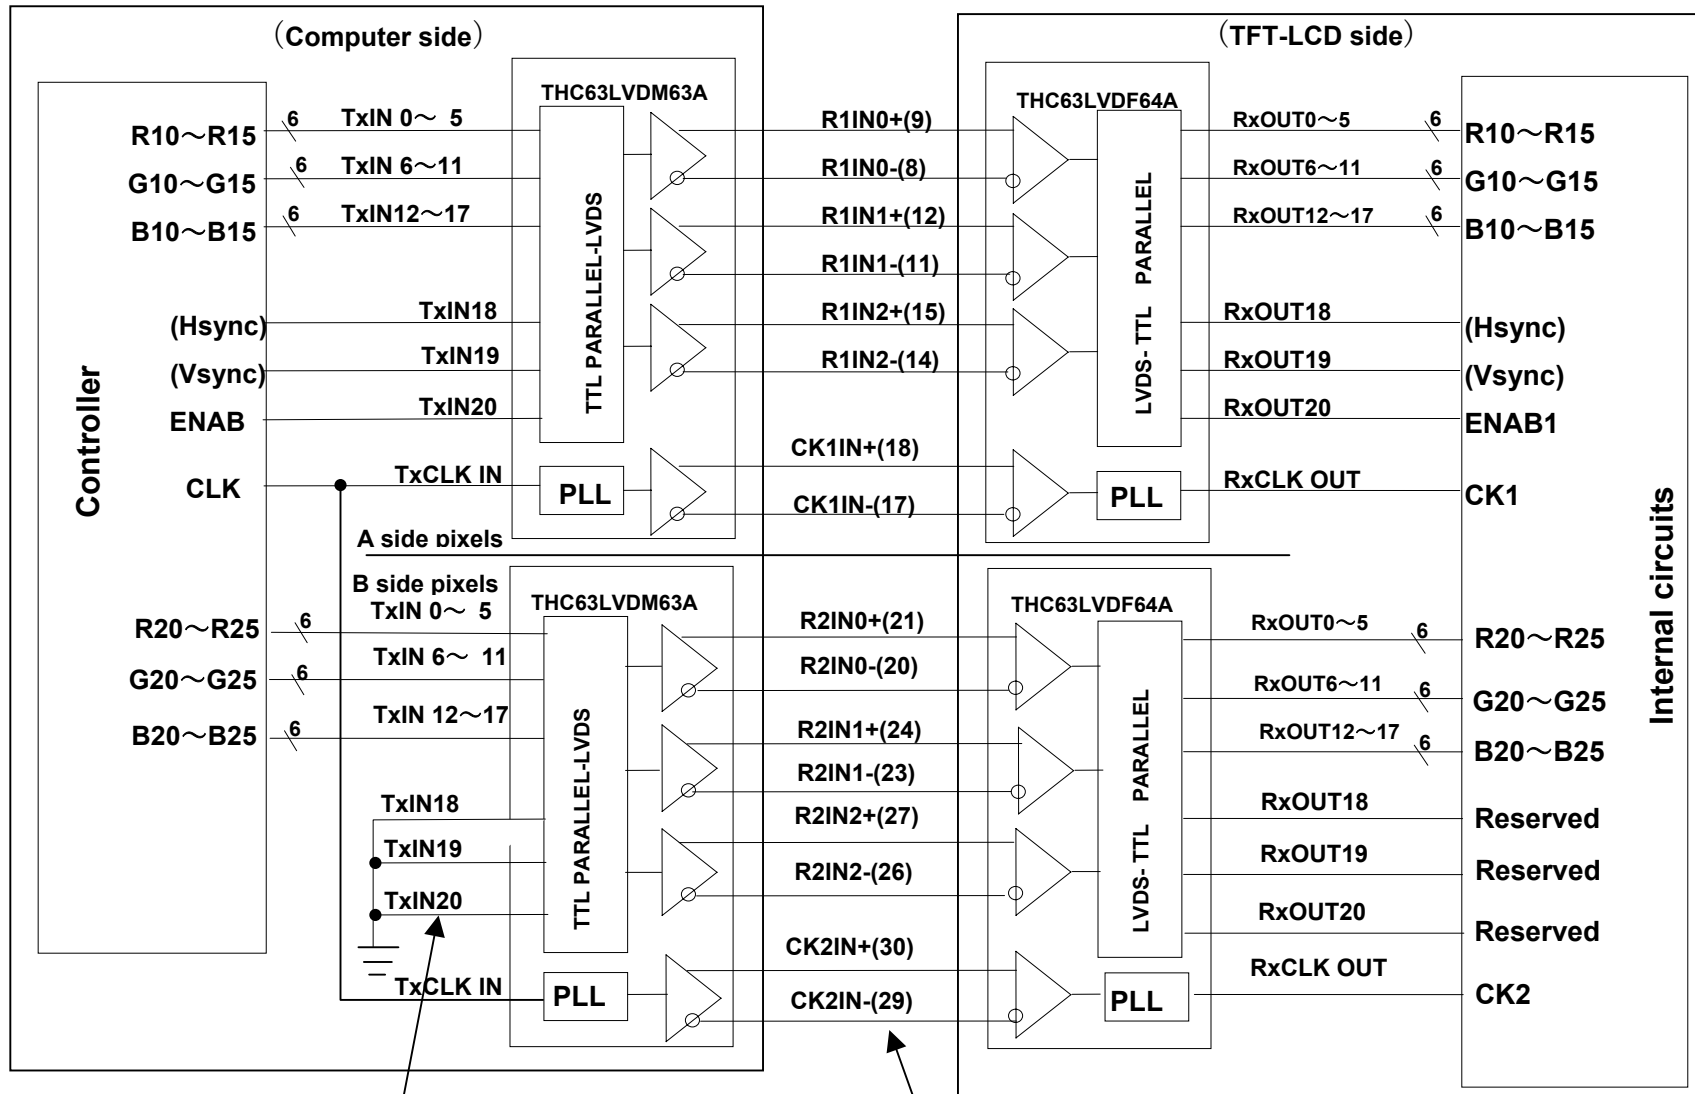 （Computer side）
（TFT-LCD side）
THC63LVDM63A
THC63LVDF64A
Controller
Internal circuits
TTL PARALLEL-LVDS
LVDS- TTL PARALLEL
R10～R15 6 TxIN 0～ 5 R1IN0+(9) RxOUT0～5 6 R10～R15
G10～G15 6 TxIN 6～11 R1IN0-(8) RxOUT6～11 6 G10～G15
B10～B15 6 TxIN12～17 R1IN1+(12) RxOUT12～17 6 B10～B15
R1IN1-(11)
(Hsync) TxIN18 R1IN2+(15) RxOUT18 (Hsync)
(Vsync) TxIN19 R1IN2-(14) RxOUT19 (Vsync)
ENAB TxIN20 RxOUT20 ENAB1
CK1IN+(18)
CLK TxCLK IN PLL PLL RxCLK OUT CK1
CK1IN-(17)
A side pixels
B side pixels
THC63LVDM63A
THC63LVDF64A
TTL PARALLEL-LVDS
LVDS- TTL PARALLEL
R20～R25 6 TxIN 0～ 5 R2IN0+(21) RxOUT0～5 6 R20～R25
G20～G25 6 TxIN 6～ 11 R2IN0-(20) RxOUT6～11 6 G20～G25
B20～B25 6 TxIN 12～17 R2IN1+(24) RxOUT12～17 6 B20～B25
R2IN1-(23)
TxIN18 R2IN2+(27) RxOUT18 Reserved
TxIN19 R2IN2-(26) RxOUT19 Reserved
TxIN20 RxOUT20 Reserved
CK2IN+(30)
TxCLK IN PLL PLL RxCLK OUT CK2
CK2IN-(29)